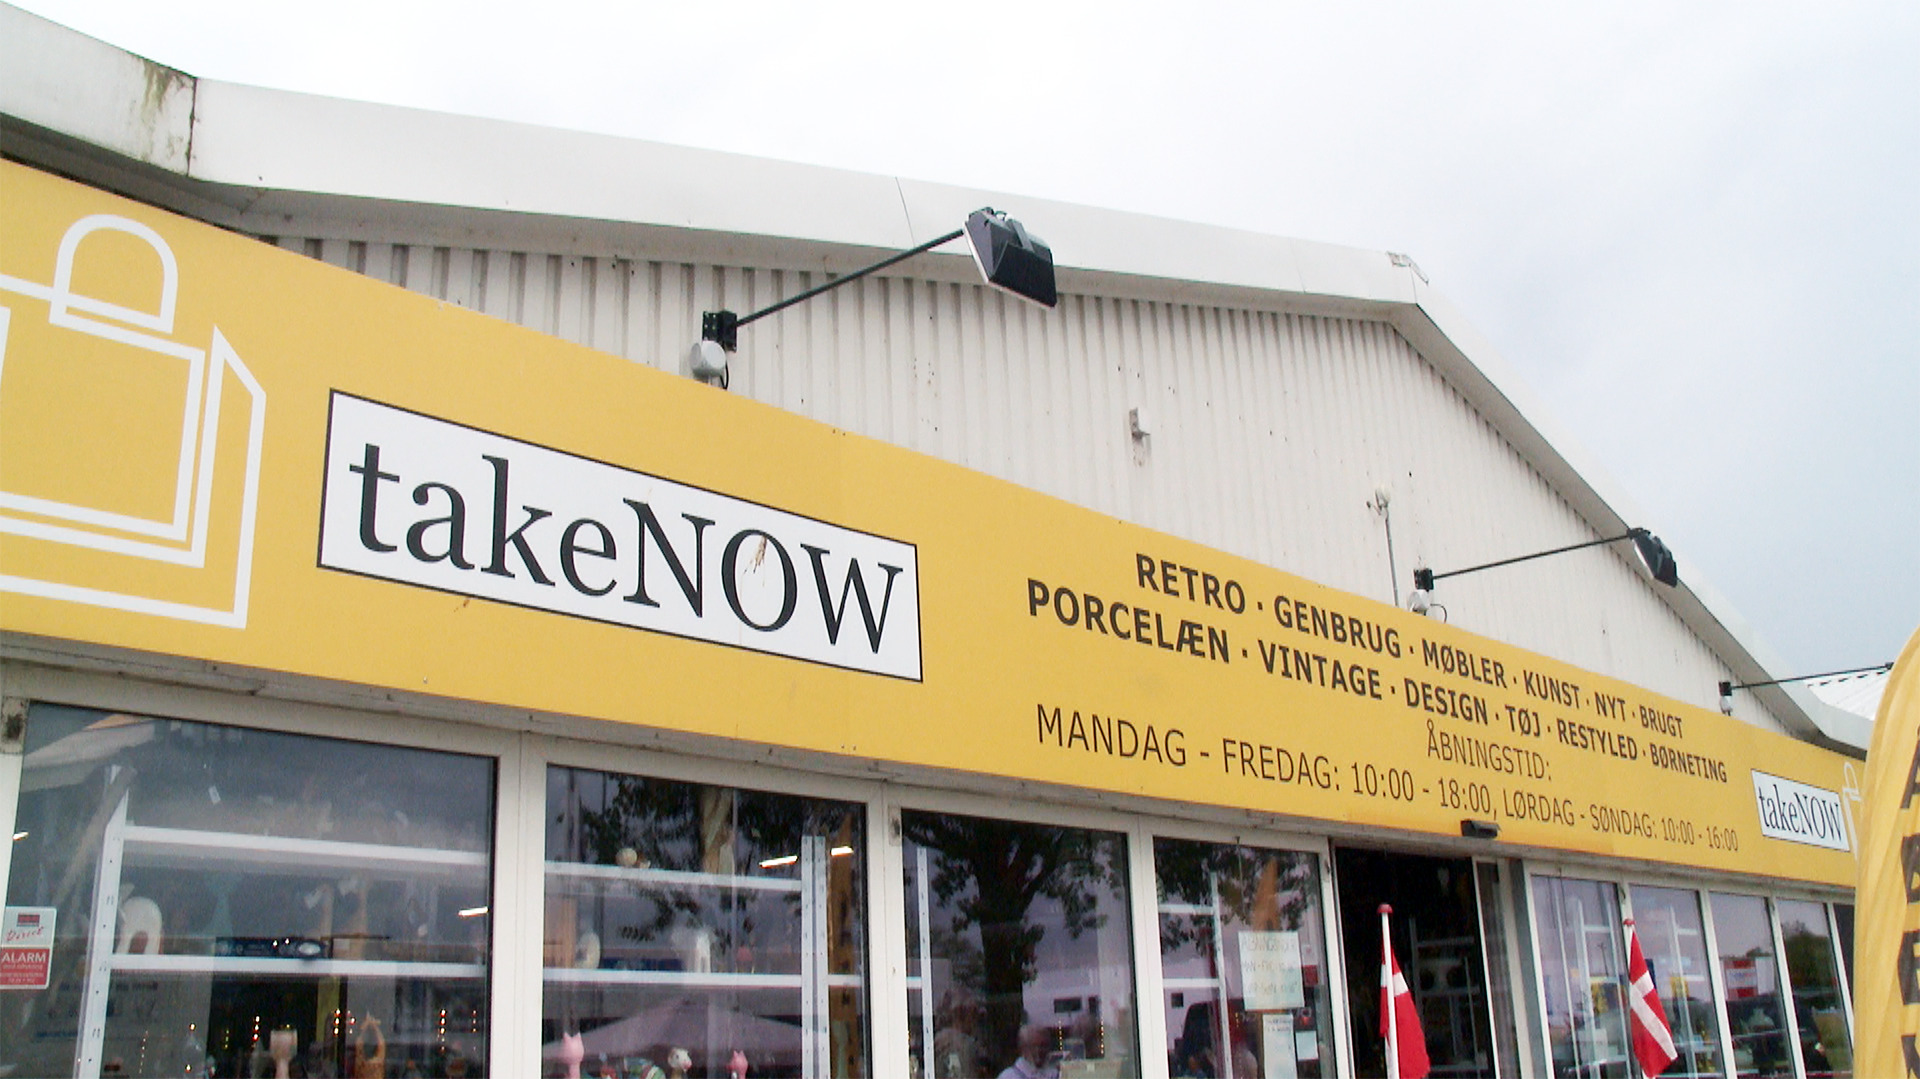 takeNOW
RETRO · GENBRUG · MØBLER · KUNST · NYT · BRUGT
PORCELÆN · VINTAGE · DESIGN · TØJ · RESTYLED · BØRNETING
ÅBNINGSTID:
MANDAG - FREDAG: 10:00 - 18:00, LØRDAG - SØNDAG: 10:00 - 16:00
takeNOW
Direct
ALARM